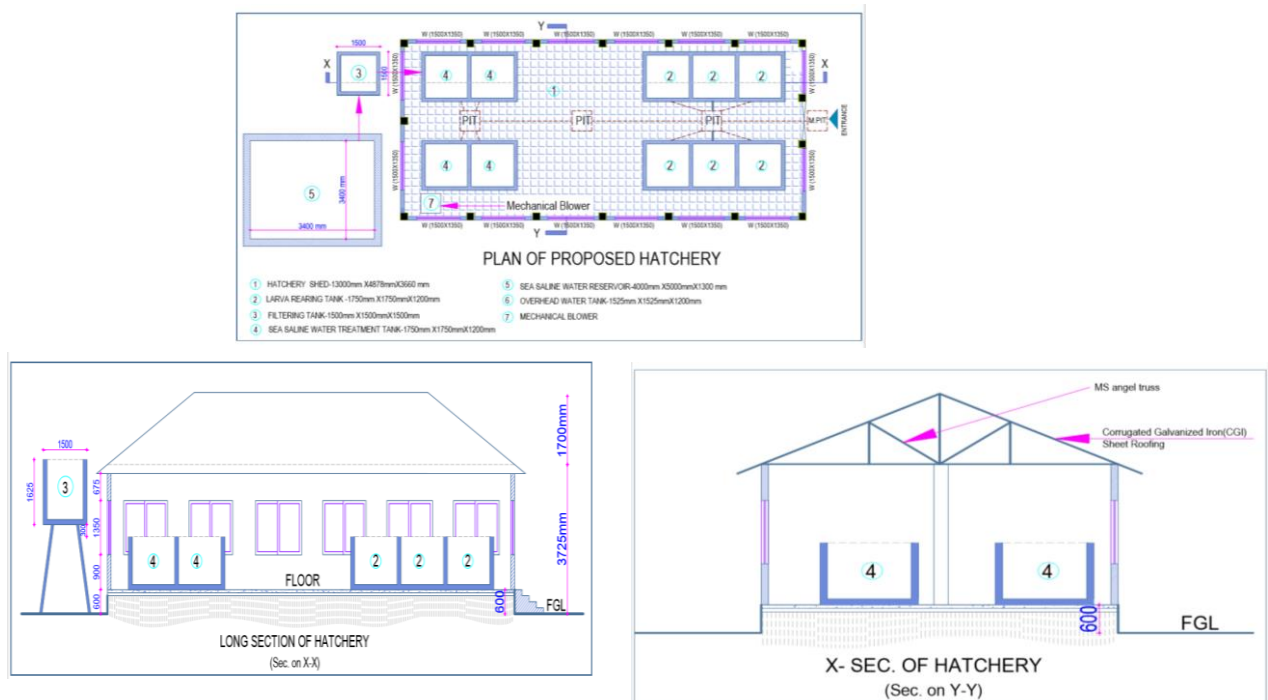 Y
W (1500X1350) W (1500X1350) W (1500X1350) W (1500X1350) W (1500X1350) W (1500X1350)
1500
X 3 1500 W (1500X1350) 4 4 1 2 2 2 W (1500X1350) X
PIT PIT PIT M.PIT ENTRANCE
4 4 2 2 2
W (1500X1350) W (1500X1350)
5 3400 mm
3400 mm
7 Mechanical Blower
W (1500X1350) W (1500X1350) W (1500X1350) W (1500X1350) W (1500X1350) W (1500X1350)
Y
PLAN OF PROPOSED HATCHERY
1 HATCHERY SHED-13000mm X4878mmX3660 mm
2 LARVA REARING TANK -1750mm X1750mmX1200mm
3 FILTERING TANK-1500mm X1500mmX1500mm
4 SEA SALINE WATER TREATMENT TANK-1750mm X1750mmX1200mm
5 SEA SALINE WATER RESERVOIR-4000mm X5000mmX1300 mm
6 OVERHEAD WATER TANK-1525mm X1525mmX1200mm
7 MECHANICAL BLOWER
1700mm
1500
3
1625
675
1350
3725mm
4 4 2 2 2
900
FLOOR
600
600
FGL
LONG SECTION OF HATCHERY
(Sec. on X-X)
MS angel truss
Corrugated Galvanized Iron(CGI)
Sheet Roofing
4 4
600
FGL
X- SEC. OF HATCHERY
(Sec. on Y-Y)